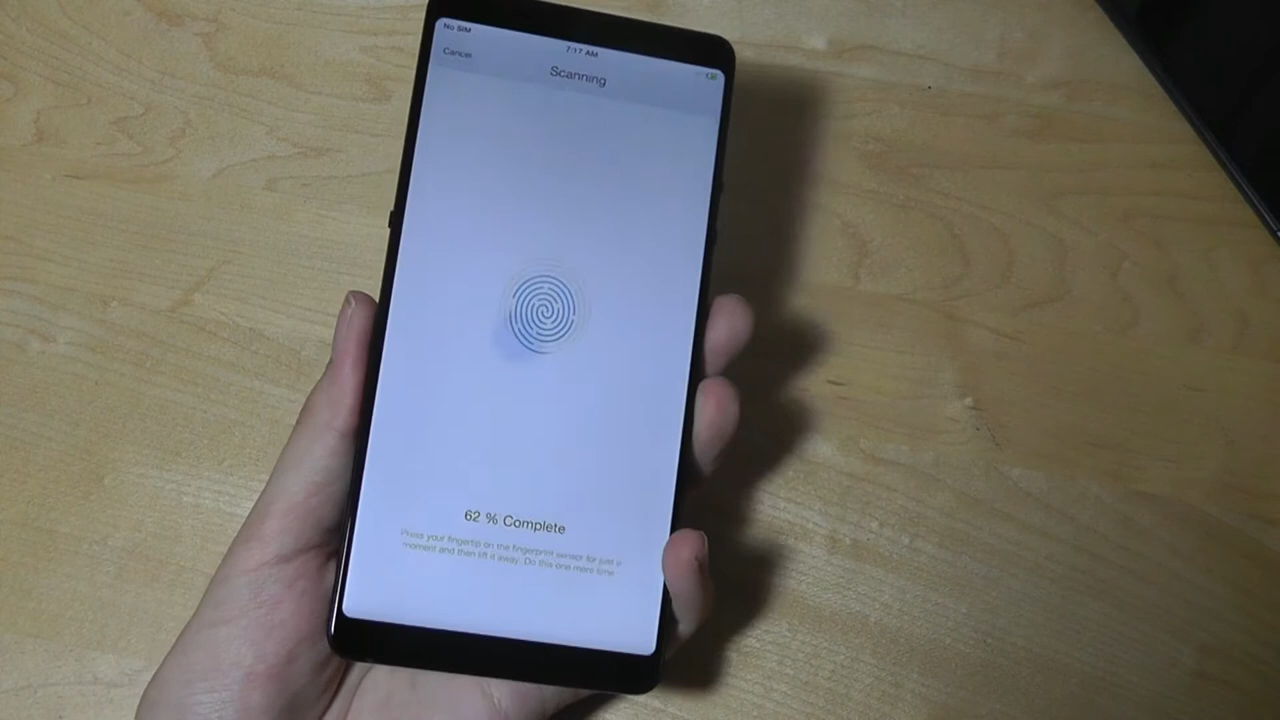 No SIM
7:17 AM
Cancel
Scanning
62 % Complete
Press your fingertip on the fingerprint sensor for just a
moment and then lift it away. Do this one more time